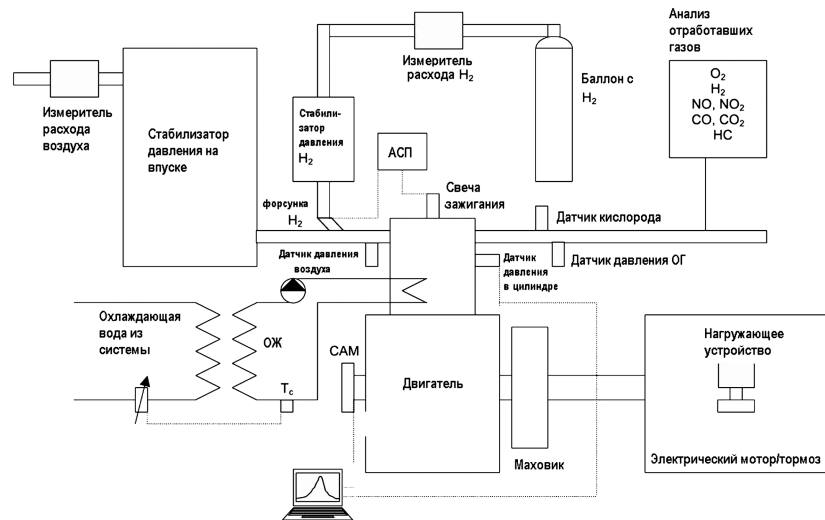 Анализ
отработавших
газов
O₂
H₂
NO, NO₂
CO, CO₂
HC
Измеритель
расхода H₂
Баллон с
H₂
Измеритель
расхода
воздуха
Стабилизатор
давления на
впуске
Стабили-
затор
давления
H₂
АСП
Свеча
зажигания
форсунка
H₂
Датчик кислорода
Датчик давления
воздуха
Датчик
давления
в цилиндре
Датчик давления ОГ
Охлаждающая
вода из
системы
ОЖ
Tc
САМ
Двигатель
Маховик
Нагружающее
устройство
Электрический мотор/тормоз